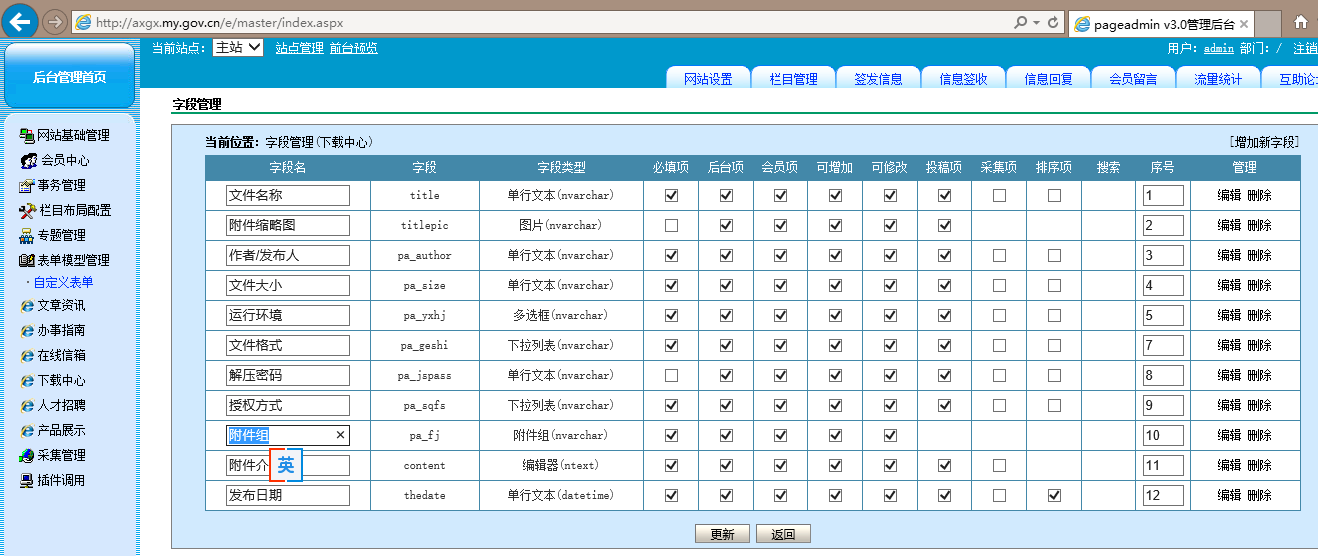 http://axgx.my.gov.cn/e/master/index.aspx
pageadmin v3.0管理后台
当前站点： 主站 站点管理 前台预览
用户：admin 部门：/ 注销
后台管理首页
网站设置 栏目管理 签发信息 信息签收 信息回复 会员留言 流量统计 互助论
字段管理
网站基础管理
会员中心
事务管理
栏目布局配置
专题管理
表单模型管理
·自定义表单
文章资讯
办事指南
在线信箱
下载中心
人才招聘
产品展示
采集管理
插件调用
当前位置：字段管理(下载中心)
[增加新字段]
字段名 字段 字段类型 必填项 后台项 会员项 可增加 可修改 投稿项 采集项 排序项 搜索 序号 管理
文件名称 title 单行文本(nvarchar) 1 编辑 删除
附件缩略图 titlepic 图片(nvarchar) 2 编辑 删除
作者/发布人 pa_author 单行文本(nvarchar) 3 编辑 删除
文件大小 pa_size 单行文本(nvarchar) 4 编辑 删除
运行环境 pa_yxhj 多选框(nvarchar) 5 编辑 删除
文件格式 pa_geshi 下拉列表(nvarchar) 7 编辑 删除
解压密码 pa_jspass 单行文本(nvarchar) 8 编辑 删除
授权方式 pa_sqfs 下拉列表(nvarchar) 9 编辑 删除
附件组 pa_fj 附件组(nvarchar) 10 编辑 删除
附件介 英 content 编辑器(ntext) 11 编辑 删除
发布日期 thedate 单行文本(datetime) 12 编辑 删除
更新 返回